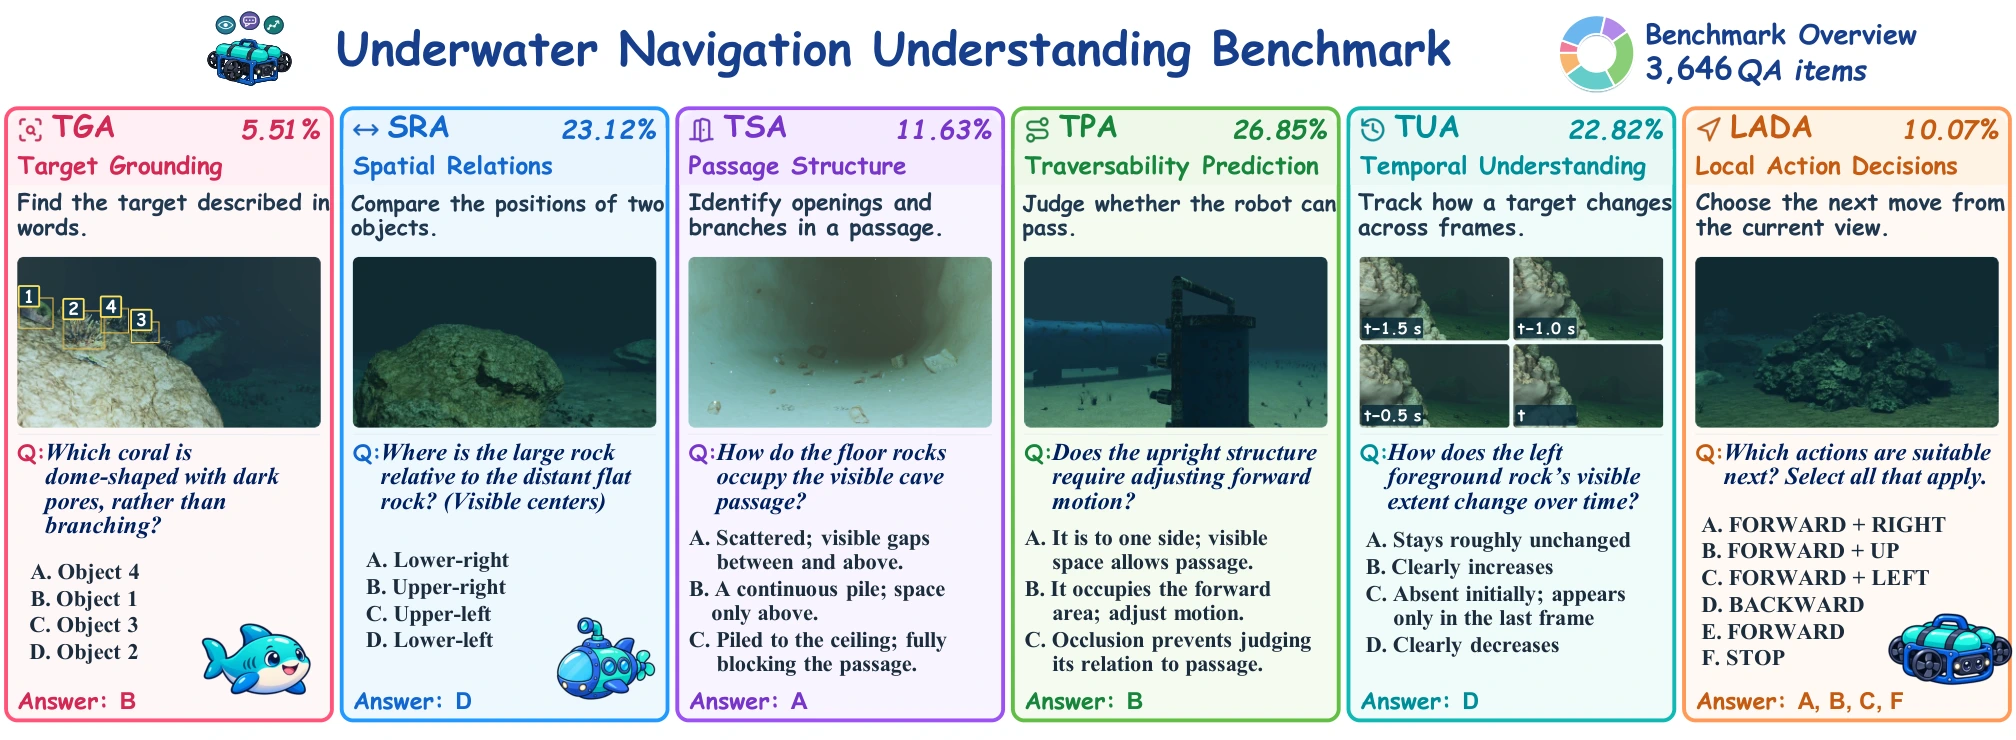 Underwater Navigation Understanding Benchmark
Benchmark Overview
3,646 QA items
TGA 5.51%
Target Grounding
Find the target described in
words.
1
2
4
3
Q: Which coral is
dome-shaped with dark
pores, rather than
branching?
A. Object 4
B. Object 1
C. Object 3
D. Object 2
Answer: B
SRA 23.12%
Spatial Relations
Compare the positions of two
objects.
Q: Where is the large rock
relative to the distant flat
rock? (Visible centers)
A. Lower-right
B. Upper-right
C. Upper-left
D. Lower-left
Answer: D
TSA 11.63%
Passage Structure
Identify openings and
branches in a passage.
Q: How do the floor rocks
occupy the visible cave
passage?
A. Scattered; visible gaps
between and above.
B. A continuous pile; space
only above.
C. Piled to the ceiling; fully
blocking the passage.
Answer: A
TPA 26.85%
Traversability Prediction
Judge whether the robot can
pass.
Q: Does the upright structure
require adjusting forward
motion?
A. It is to one side; visible
space allows passage.
B. It occupies the forward
area; adjust motion.
C. Occlusion prevents judging
its relation to passage.
Answer: B
TUA 22.82%
Temporal Understanding
Track how a target changes
across frames.
t-1.5 s
t-1.0 s
t-0.5 s
t
Q: How does the left
foreground rock's visible
extent change over time?
A. Stays roughly unchanged
B. Clearly increases
C. Absent initially; appears
only in the last frame
D. Clearly decreases
Answer: D
LADA 10.07%
Local Action Decisions
Choose the next move from
the current view.
Q: Which actions are suitable
next? Select all that apply.
A. FORWARD + RIGHT
B. FORWARD + UP
C. FORWARD + LEFT
D. BACKWARD
E. FORWARD
F. STOP
Answer: A, B, C, F